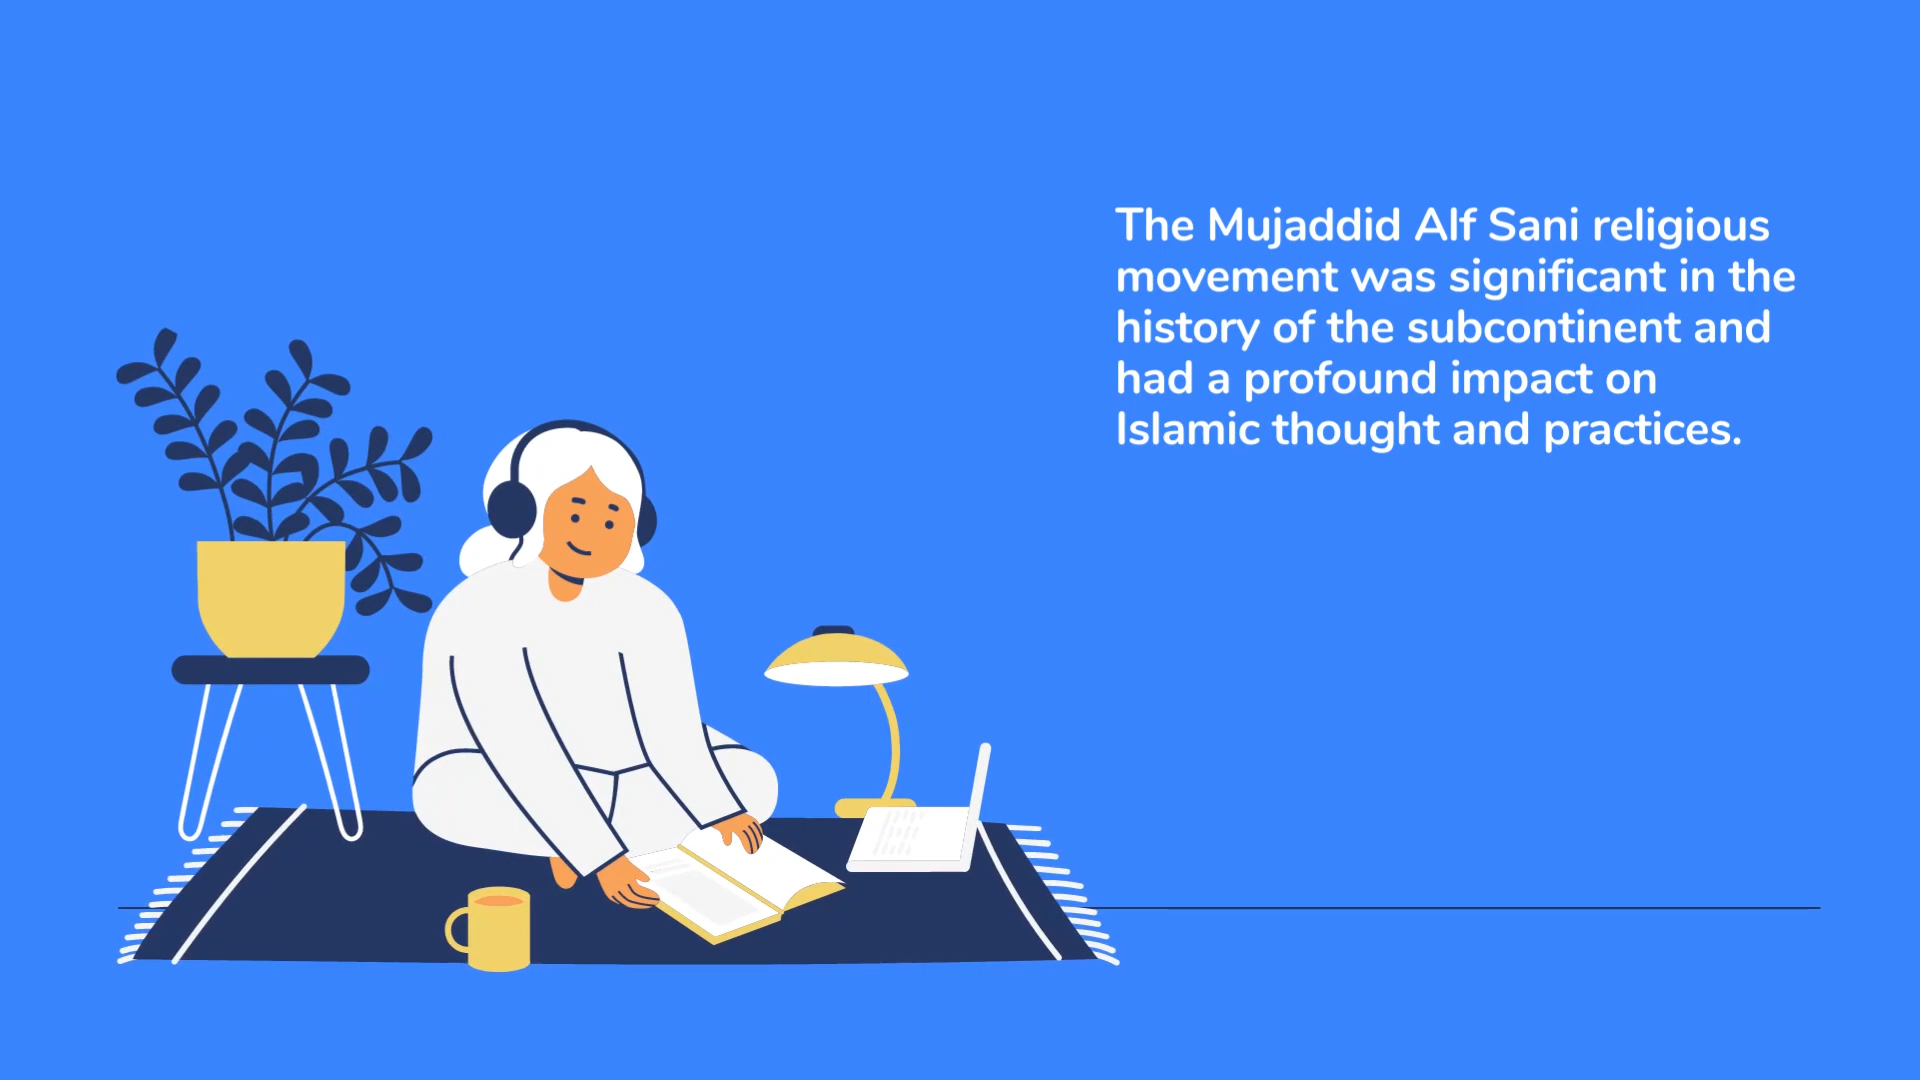 The Mujaddid Alf Sani religious
movement was significant in the
history of the subcontinent and
had a profound impact on
Islamic thought and practices.